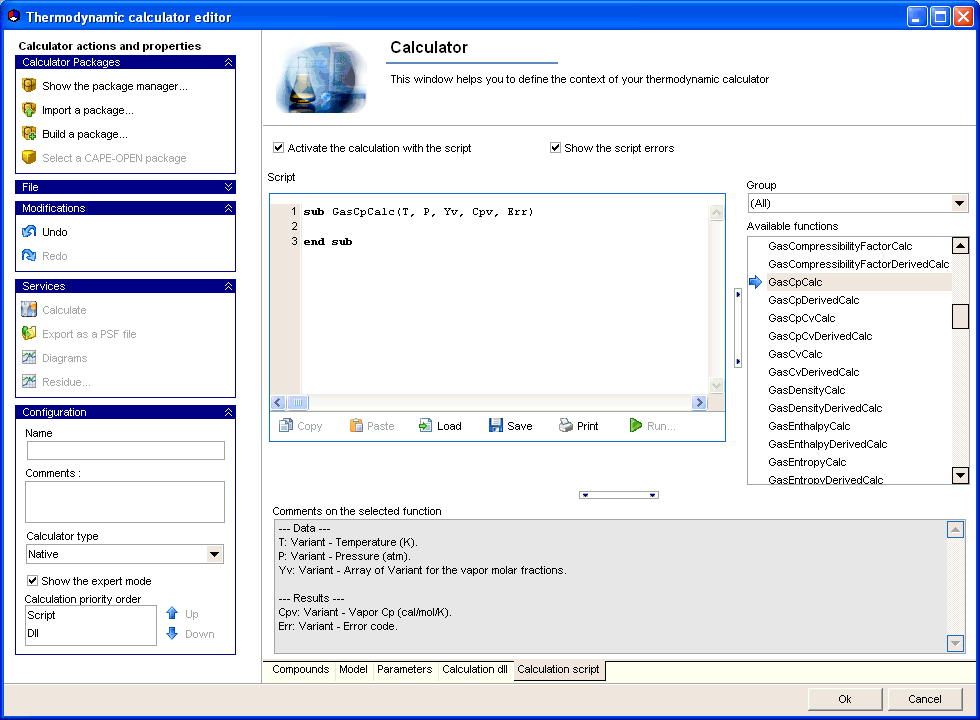 Thermodynamic calculator editor
Calculator actions and properties
Calculator Packages
Show the package manager...
Import a package...
Build a package...
Select a CAPE-OPEN package
File
Modifications
Undo
Redo
Services
Calculate
Export as a PSF file
Diagrams
Residue...
Configuration
Name
Comments :
Calculator type
Native
Show the expert mode
Calculation priority order
Script
Dll
Up
Down
Calculator
This window helps you to define the context of your thermodynamic calculator
Activate the calculation with the script
Show the script errors
Script
1 sub GasCpCalc(T, P, Yv, Cpv, Err)
2
3 end sub
Copy
Paste
Load
Save
Print
Run...
Group
(All)
Available functions
GasCompressibilityFactorCalc
GasCompressibilityFactorDerivedCalc
GasCpCalc
GasCpDerivedCalc
GasCpCvCalc
GasCpCvDerivedCalc
GasCvCalc
GasCvDerivedCalc
GasDensityCalc
GasDensityDerivedCalc
GasEnthalpyCalc
GasEnthalpyDerivedCalc
GasEntropyCalc
GasEntropyDerivedCalc
Comments on the selected function
--- Data ---
T: Variant - Temperature (K).
P: Variant - Pressure (atm).
Yv: Variant - Array of Variant for the vapor molar fractions.
--- Results ---
Cpv: Variant - Vapor Cp (cal/mol/K).
Err: Variant - Error code.
Compounds
Model
Parameters
Calculation dll
Calculation script
Ok
Cancel